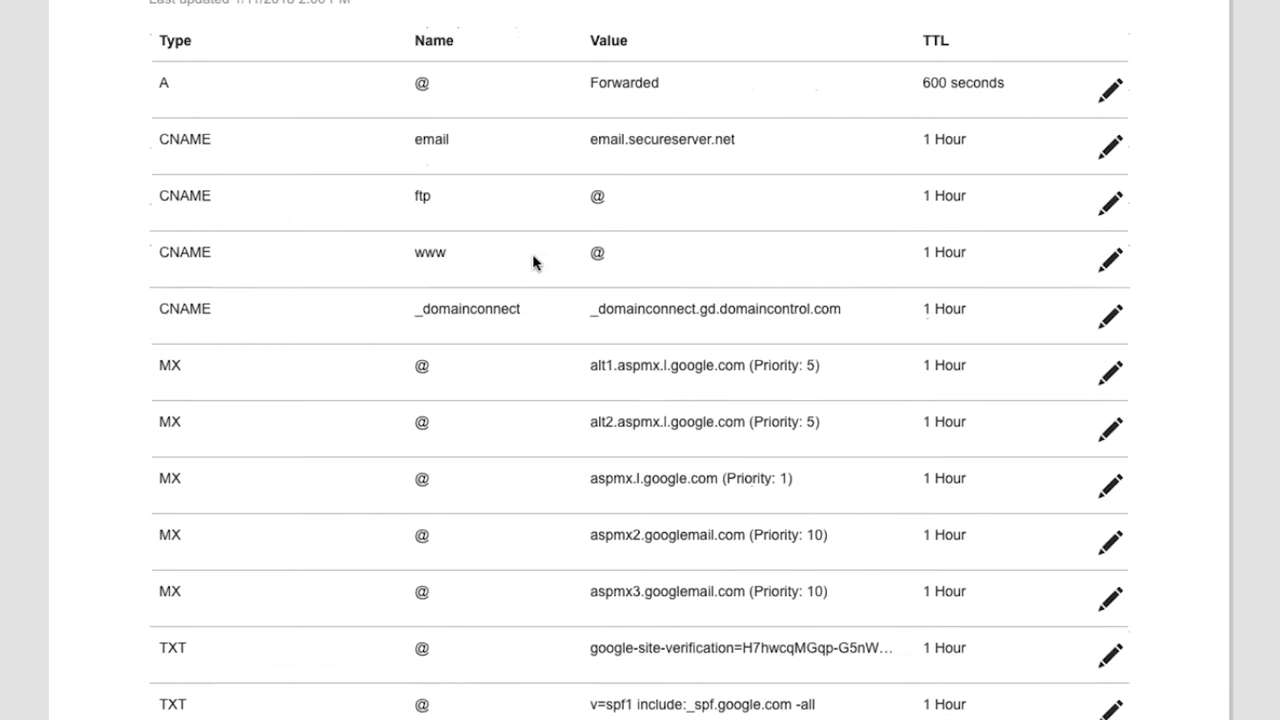 Type Name Value TTL
A @ Forwarded 600 seconds
CNAME email email.secureserver.net 1 Hour
CNAME ftp @ 1 Hour
CNAME www @ 1 Hour
CNAME _domainconnect _domainconnect.gd.domaincontrol.com 1 Hour
MX @ alt1.aspmx.l.google.com (Priority: 5) 1 Hour
MX @ alt2.aspmx.l.google.com (Priority: 5) 1 Hour
MX @ aspmx.l.google.com (Priority: 1) 1 Hour
MX @ aspmx2.googlemail.com (Priority: 10) 1 Hour
MX @ aspmx3.googlemail.com (Priority: 10) 1 Hour
TXT @ google-site-verification=H7hwcqMGqp-G5nW... 1 Hour
TXT @ v=spf1 include:_spf.google.com -all 1 Hour